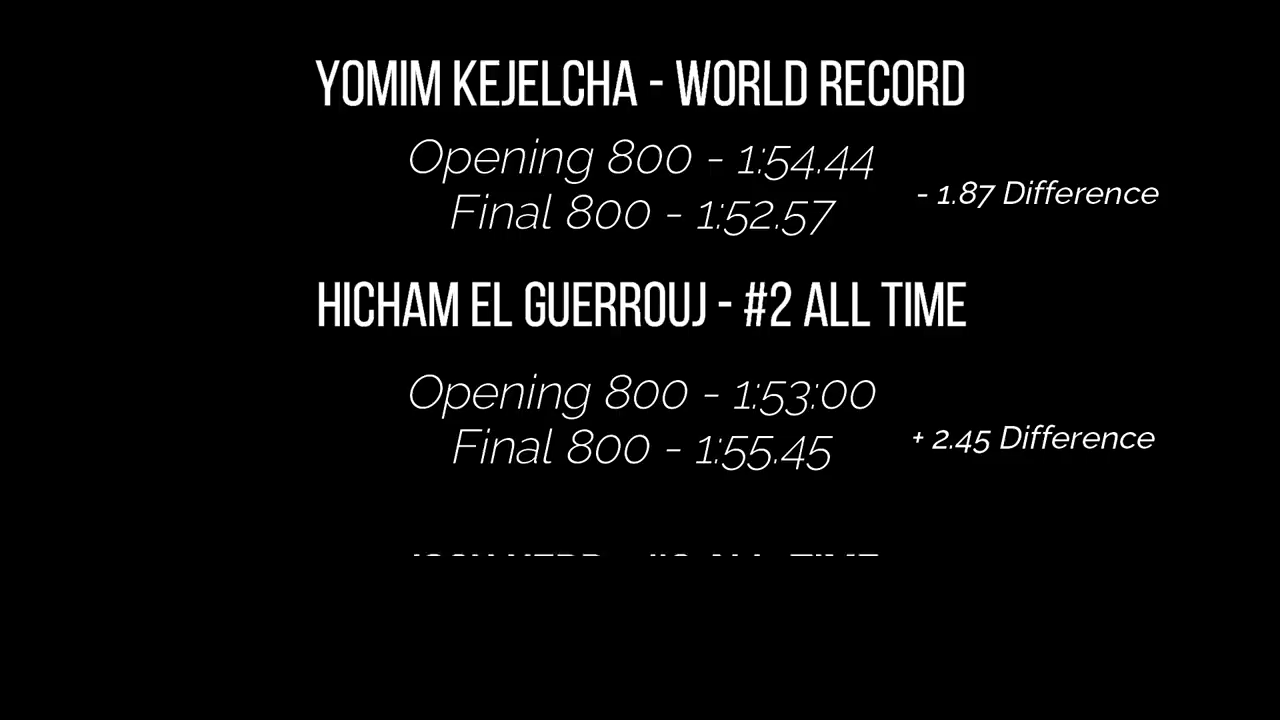 YOMIM KEJELCHA - WORLD RECORD
Opening 800 - 1:54.44
Final 800 - 1:52.57
- 1.87 Difference
HICHAM EL GUERROUJ - #2 ALL TIME
Opening 800 - 1:53:00
Final 800 - 1:55.45
+ 2.45 Difference